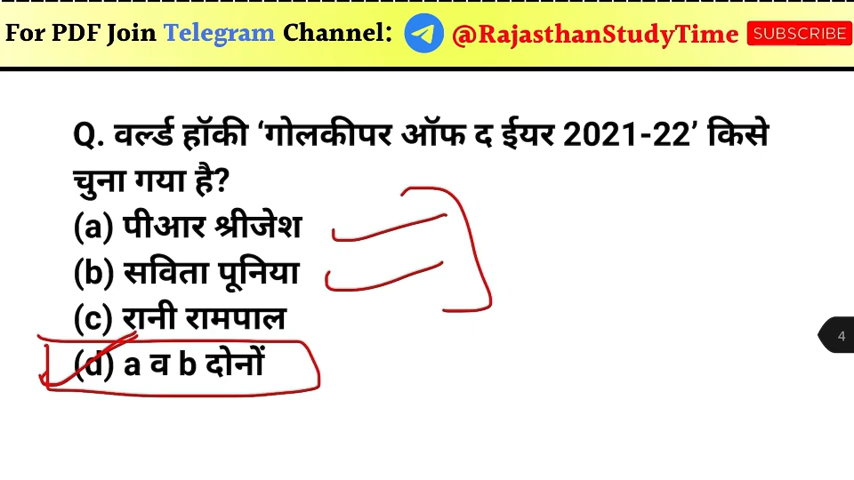 For PDF Join Telegram Channel: @RajasthanStudyTime SUBSCRIBE
Q. वर्ल्ड हॉकी ‘गोलकीपर ऑफ द ईयर 2021-22’ किसे
चुना गया है?
(a) पीआर श्रीजेश
(b) सविता पूनिया
(c) रानी रामपाल
(d) a व b दोनों
4